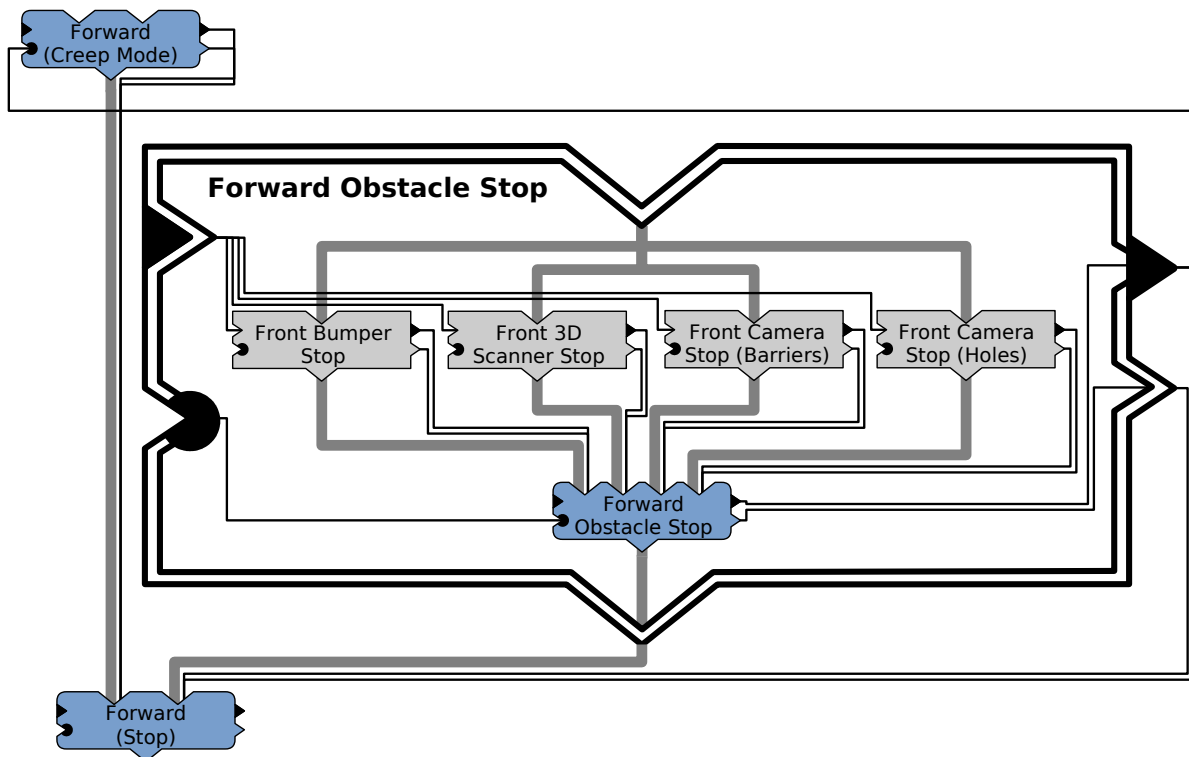 Forward
(Creep Mode)
Forward Obstacle Stop
Front Bumper
Stop
Front 3D
Scanner Stop
Front Camera
Stop (Barriers)
Front Camera
Stop (Holes)
Forward
Obstacle Stop
Forward
(Stop)